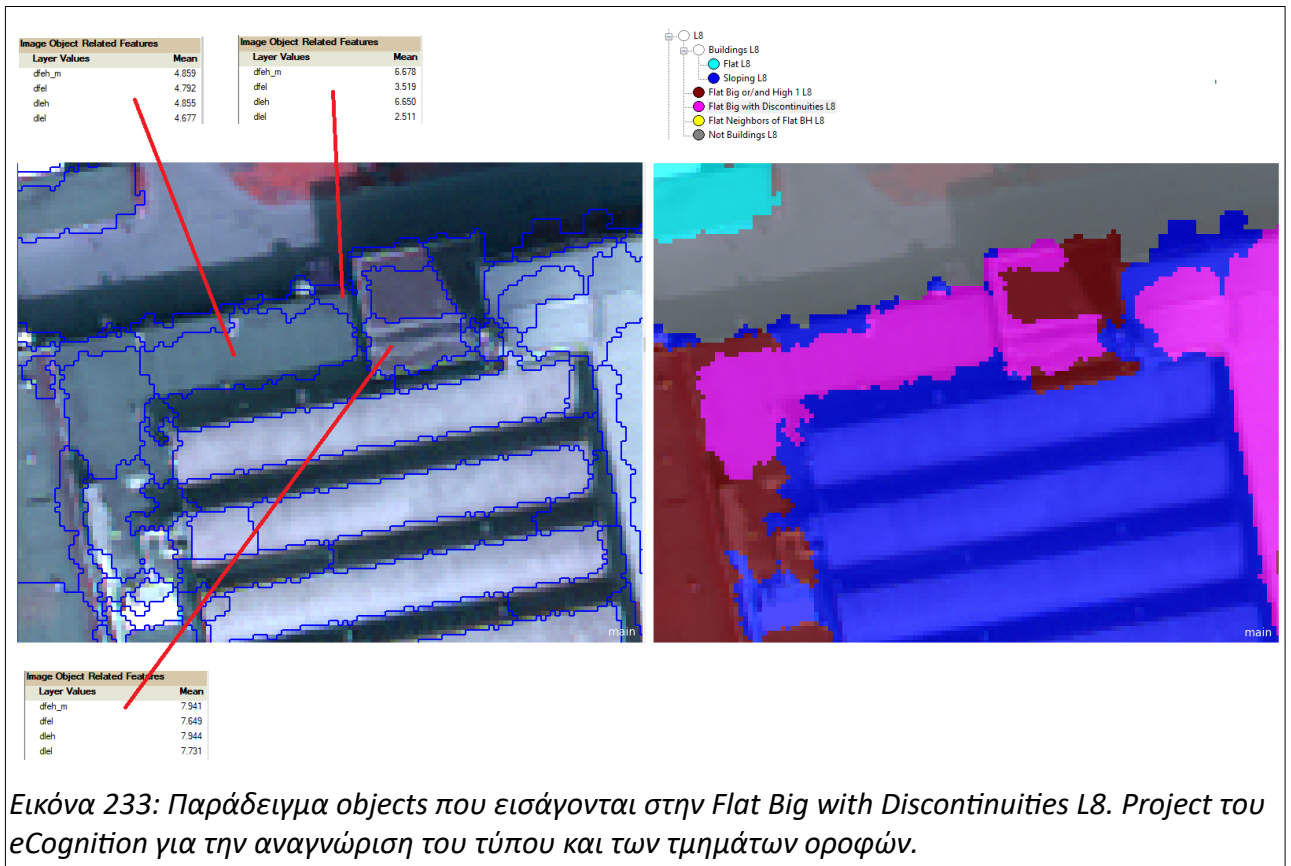 Image Object Related Features
Layer Values Mean
dfeh_m 4.859
dfel 4.792
dleh 4.855
dlel 4.677
Image Object Related Features
Layer Values Mean
dfeh_m 6.678
dfel 3.519
dleh 6.650
dlel 2.511
L8
Buildings L8
Flat L8
Sloping L8
Flat Big or/and High 1 L8
Flat Big with Discontinuities L8
Flat Neighbors of Flat BH L8
Not Buildings L8
main
main
Image Object Related Features
Layer Values Mean
dfeh_m 7.941
dfel 7.649
dleh 7.944
dlel 7.731
Εικόνα 233: Παράδειγμα objects που εισάγονται στην Flat Big with Discontinuities L8. Project του
eCognition για την αναγνώριση του τύπου και των τμημάτων οροφών.